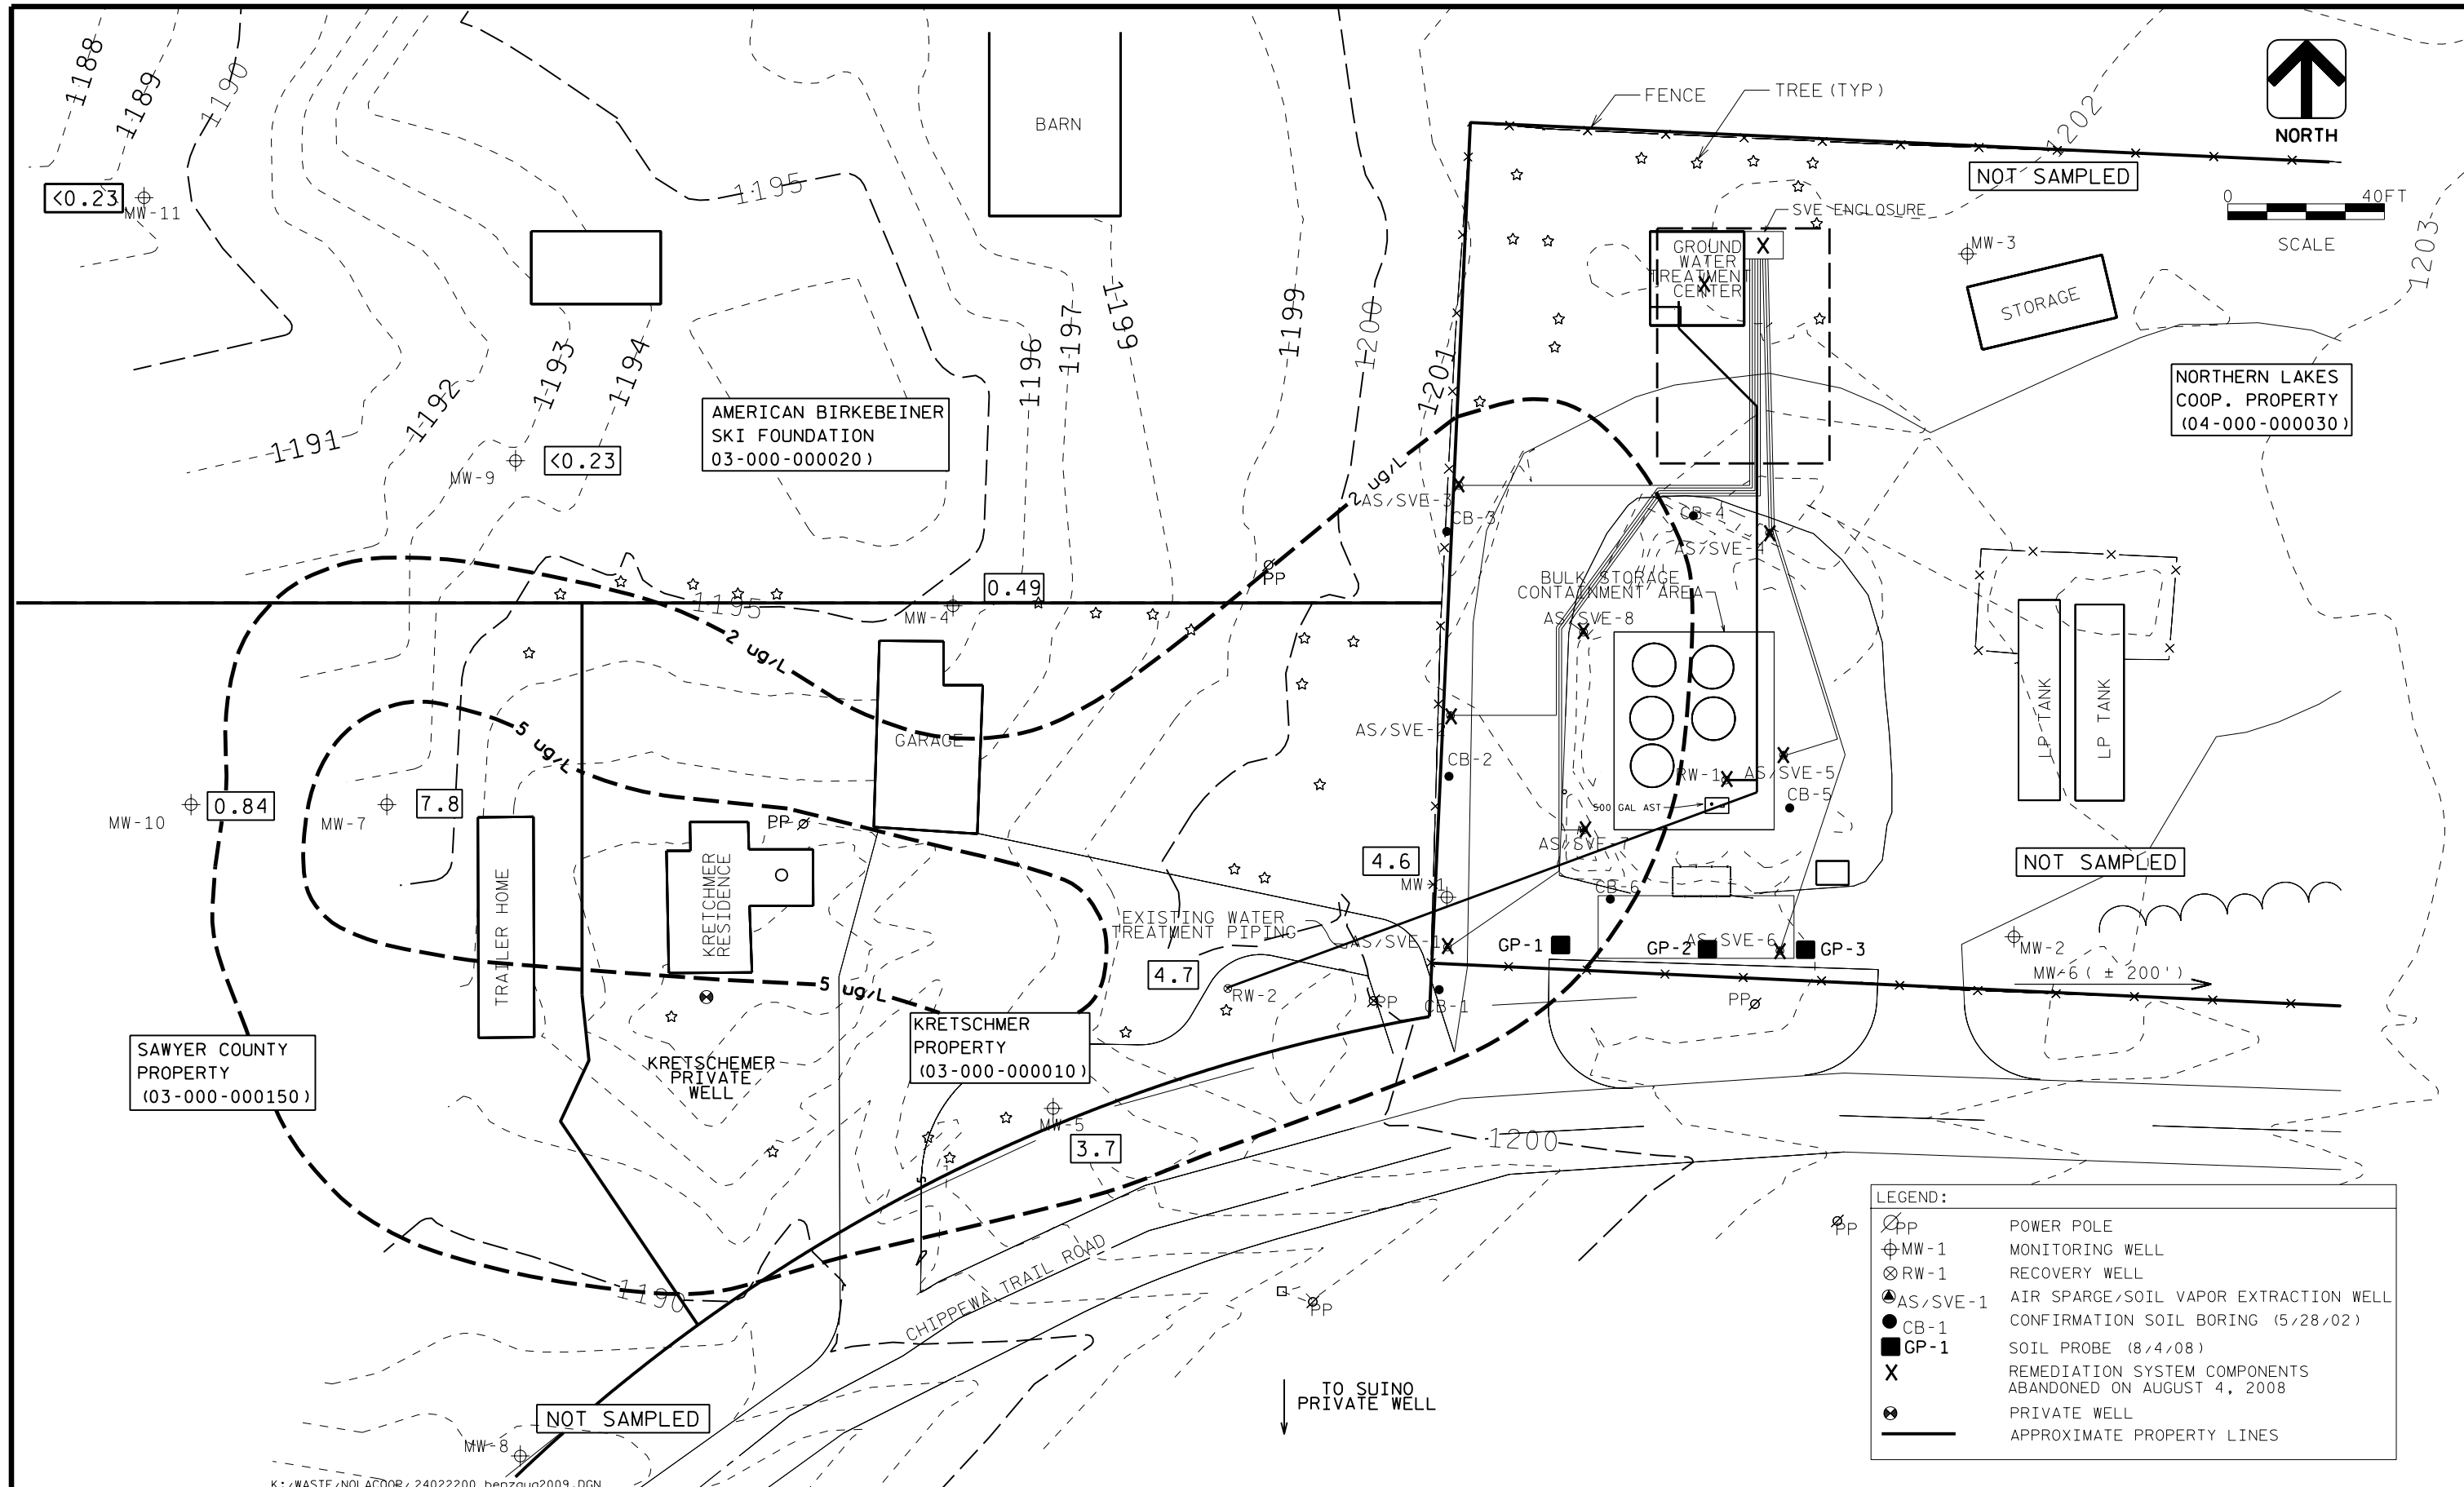 1188
1189
1190
1195
BARN
FENCE
TREE (TYP)
1202
NORTH
NOT SAMPLED
<0.23
MW-11
SVE ENCLOSURE
0 40FT
SCALE
GROUND
WATER
TREATMENT
CENTER
MW-3
STORAGE
1203
1191
1192
1193
1194
1196
1197
1199
1199
1200
1201
AMERICAN BIRKEBEINER
SKI FOUNDATION
03-000-000020)
NORTHERN LAKES
COOP. PROPERTY
(04-000-000030)
MW-9
<0.23
2 ug/L
AS/SVE-3
CB-3
CB-4
AS/SVE-4
PP
BULK STORAGE
CONTAINMENT AREA
0.49
1195
MW-4
AS/SVE-8
2 ug/L
5 ug/L
GARAGE
AS/SVE-2
CB-2
LP TANK
LP TANK
RW-1
AS/SVE-5
CB-5
500 GAL AST
0.84
7.8
MW-10
MW-7
PP
AS/SVE-7
4.6
MW-1
NOT SAMPLED
CB-6
TRAILER HOME
KRETCHMER
RESIDENCE
EXISTING WATER
TREATMENT PIPING
AS/SVE-1
GP-1
GP-2
AS/SVE-6
GP-3
MW-2
MW-6 ( ± 200')
4.7
RW-2
PP
CB-1
PP
5 ug/L
KRETSCHMER
PROPERTY
(03-000-000010)
SAWYER COUNTY
PROPERTY
(03-000-000150)
KRETSCHEMER
PRIVATE
WELL
MW-5
3.7
1200
5
1190
CHIPPEWA TRAIL ROAD
PP
PP
TO SUINO
PRIVATE WELL
NOT SAMPLED
MW-8
LEGEND:
PP POWER POLE
MW-1 MONITORING WELL
RW-1 RECOVERY WELL
AS/SVE-1 AIR SPARGE/SOIL VAPOR EXTRACTION WELL
CB-1 CONFIRMATION SOIL BORING (5/28/02)
GP-1 SOIL PROBE (8/4/08)
X REMEDIATION SYSTEM COMPONENTS
ABANDONED ON AUGUST 4, 2008
PRIVATE WELL
APPROXIMATE PROPERTY LINES